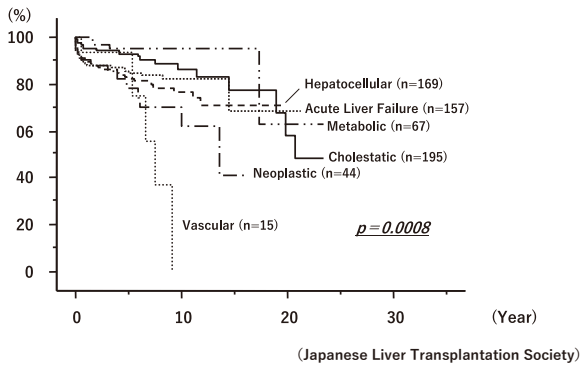 (%)
100
80
06
40
20
0
Hepatocellular (n=169)
Acute Liver Failure (n=157)
Metabolic (n=67)
Cholestatic (n=195)
Neoplastic (n=44)
Vascular (n=15)
p=0.0008
0 10 20 30 (Year)
(Japanese Liver Transplantation Society)